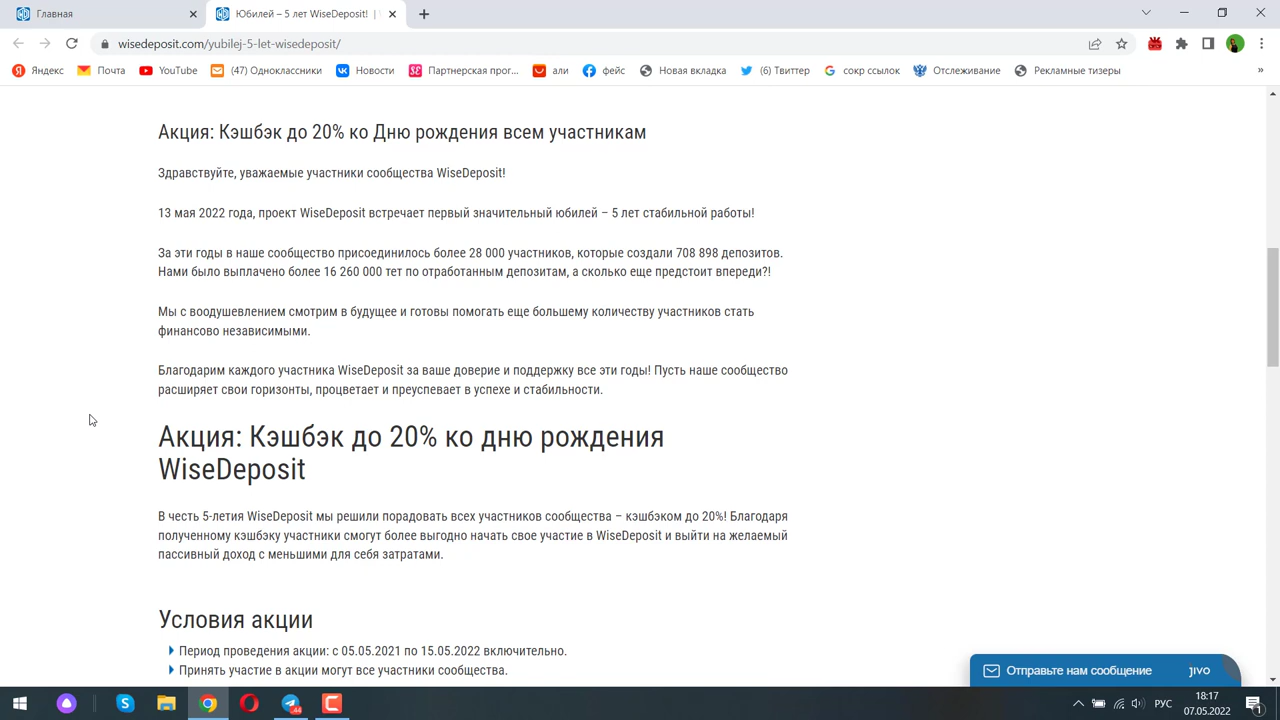 Главная
Юбилей – 5 лет WiseDeposit! |
wisedeposit.com/yubilej-5-let-wisedeposit/
Яндекс Почта YouTube (47) Одноклассники Новости Партнерская прог... али фейс Новая вкладка (6) Твиттер сокр ссылок Отслеживание Рекламные тизеры »
Акция: Кэшбэк до 20% ко Дню рождения всем участникам
Здравствуйте, уважаемые участники сообщества WiseDeposit!
13 мая 2022 года, проект WiseDeposit встречает первый значительный юбилей – 5 лет стабильной работы!
За эти годы в наше сообщество присоединилось более 28 000 участников, которые создали 708 898 депозитов.
Нами было выплачено более 16 260 000 тет по отработанным депозитам, а сколько еще предстоит впереди?!
Мы с воодушевлением смотрим в будущее и готовы помогать еще большему количеству участников стать
финансово независимыми.
Благодарим каждого участника WiseDeposit за ваше доверие и поддержку все эти годы! Пусть наше сообщество
расширяет свои горизонты, процветает и преуспевает в успехе и стабильности.
Акция: Кэшбэк до 20% ко дню рождения
WiseDeposit
В честь 5-летия WiseDeposit мы решили порадовать всех участников сообщества – кэшбэком до 20%! Благодаря
полученному кэшбэку участники смогут более выгодно начать свое участие в WiseDeposit и выйти на желаемый
пассивный доход с меньшими для себя затратами.
Условия акции
Период проведения акции: с 05.05.2021 по 15.05.2022 включительно.
Принять участие в акции могут все участники сообщества.
Отправьте нам сообщение jivo
РУС
18:17
07.05.2022